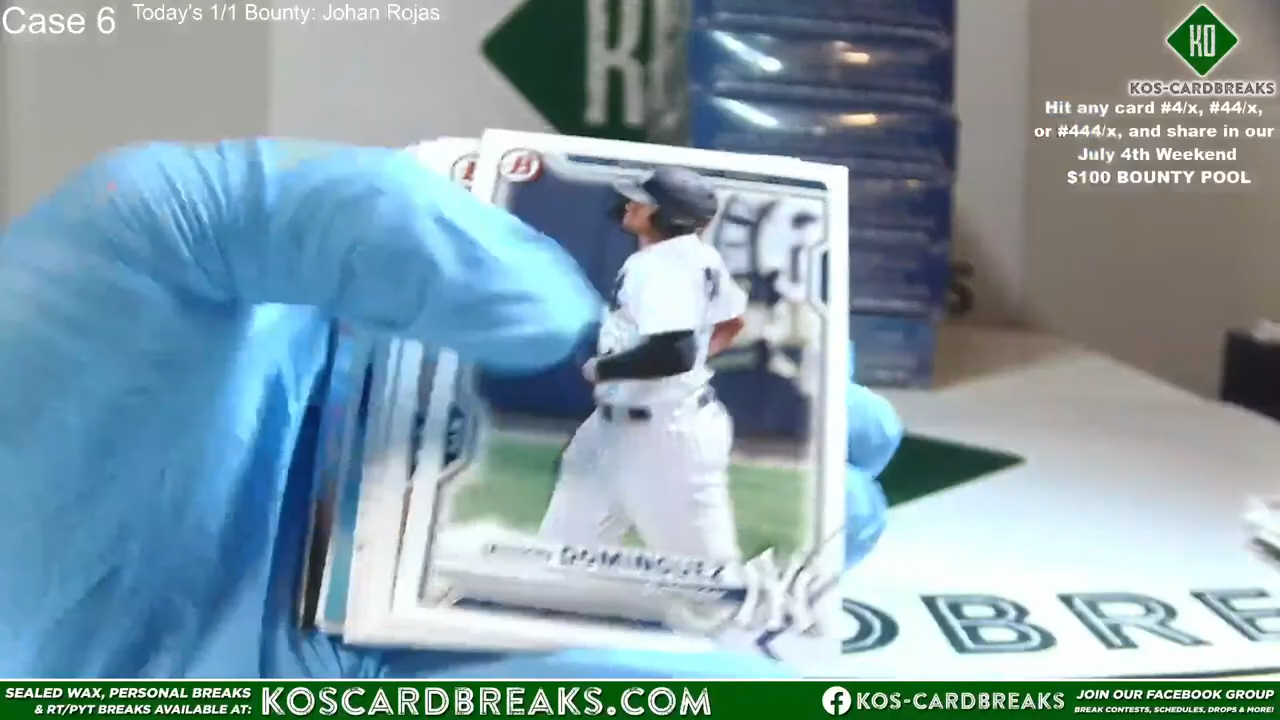 Case 6
Today's 1/1 Bounty: Johan Rojas
KO
KOS-CARDBREAKS
Hit any card #4/x, #44/x,
or #444/x, and share in our
July 4th Weekend
$100 BOUNTY POOL
B
DOMINGUEZ
NY
DBRE
SEALED WAX, PERSONAL BREAKS
& RT/PYT BREAKS AVAILABLE AT:
KOSCARDBREAKS.COM
KOS-CARDBREAKS
JOIN OUR FACEBOOK GROUP
BREAK CONTESTS, SCHEDULES, DROPS & MORE!